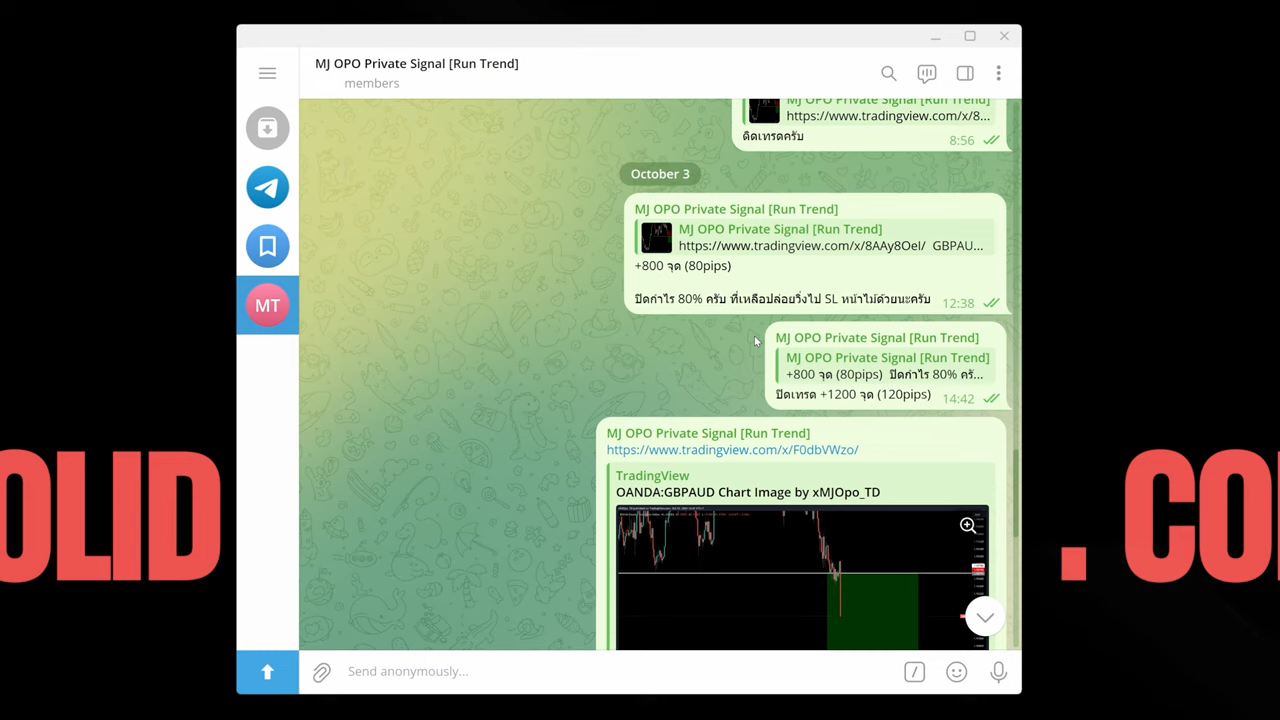 MJ OPO Private Signal [Run Trend]
members
MJ OPO Private Signal [Run Trend]
https://www.tradingview.com/x/8...
ติดเทรดครับ
8:56
October 3
MJ OPO Private Signal [Run Trend]
MJ OPO Private Signal [Run Trend]
https://www.tradingview.com/x/8AAy8OeI/ GBPAU...
+800 จุด (80pips)
ปิดกำไร 80% ครับ ที่เหลือปล่อยวิ่งไป SL หน้าไม้ด้วยนะครับ
12:38
MT
MJ OPO Private Signal [Run Trend]
MJ OPO Private Signal [Run Trend]
+800 จุด (80pips) ปิดกำไร 80% ครั...
ปิดเทรด +1200 จุด (120pips)
14:42
MJ OPO Private Signal [Run Trend]
https://www.tradingview.com/x/F0dbVWzo/
TradingView
OANDA:GBPAUD Chart Image by xMJOpo_TD
OLID
. CO
Send anonymously...